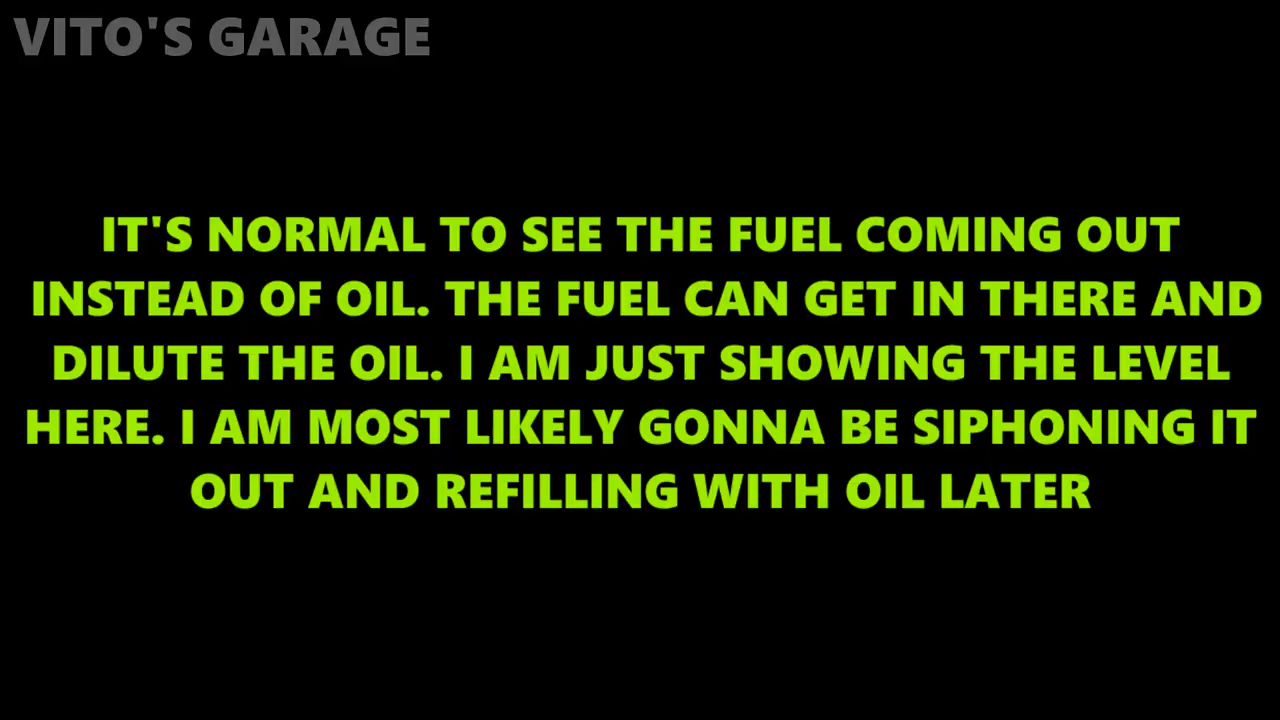 VITO'S GARAGE
IT'S NORMAL TO SEE THE FUEL COMING OUT
INSTEAD OF OIL. THE FUEL CAN GET IN THERE AND
DILUTE THE OIL. I AM JUST SHOWING THE LEVEL
HERE. I AM MOST LIKELY GONNA BE SIPHONING IT
OUT AND REFILLING WITH OIL LATER